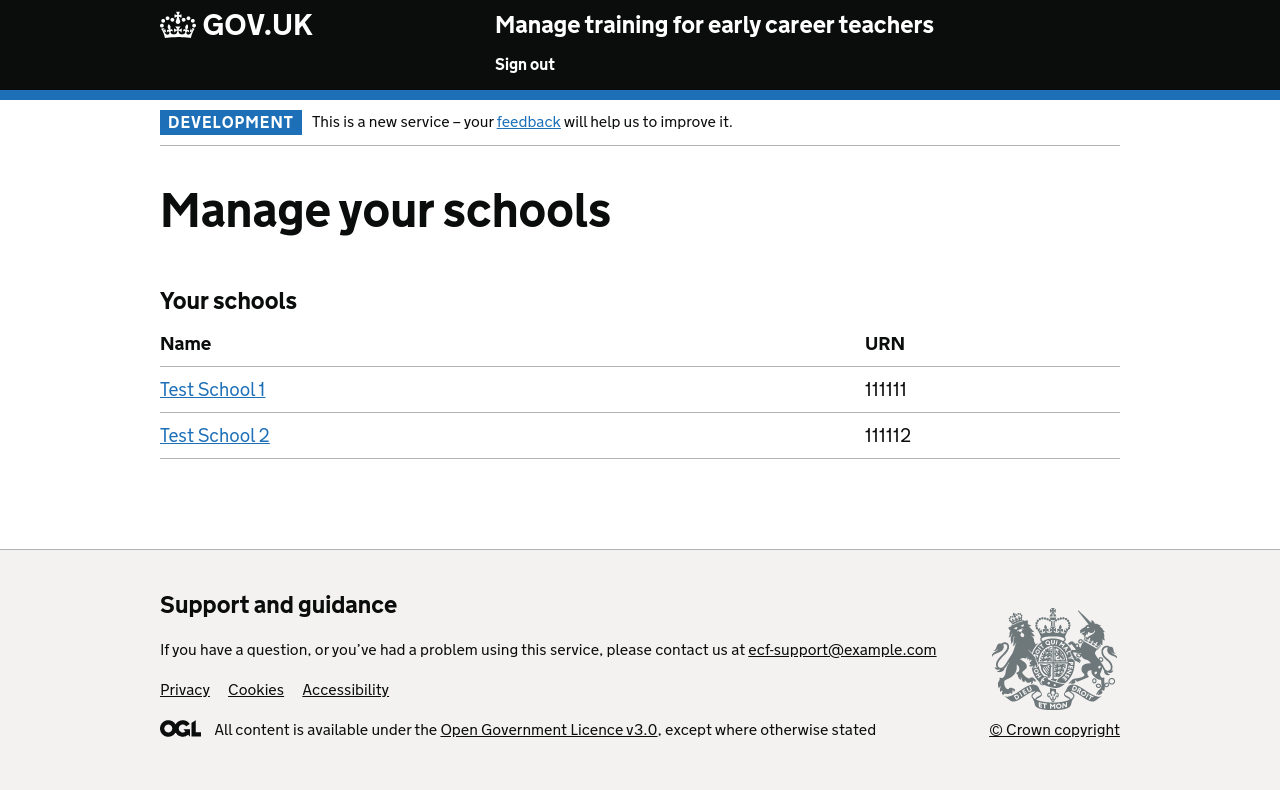 GOV.UK
Manage training for early career teachers
Sign out
DEVELOPMENT This is a new service – your feedback will help us to improve it.
Manage your schools
Your schools
Name URN
Test School 1 111111
Test School 2 111112
Support and guidance
If you have a question, or you’ve had a problem using this service, please contact us at ecf-support@example.com
Privacy Cookies Accessibility
OGL All content is available under the Open Government Licence v3.0, except where otherwise stated
© Crown copyright